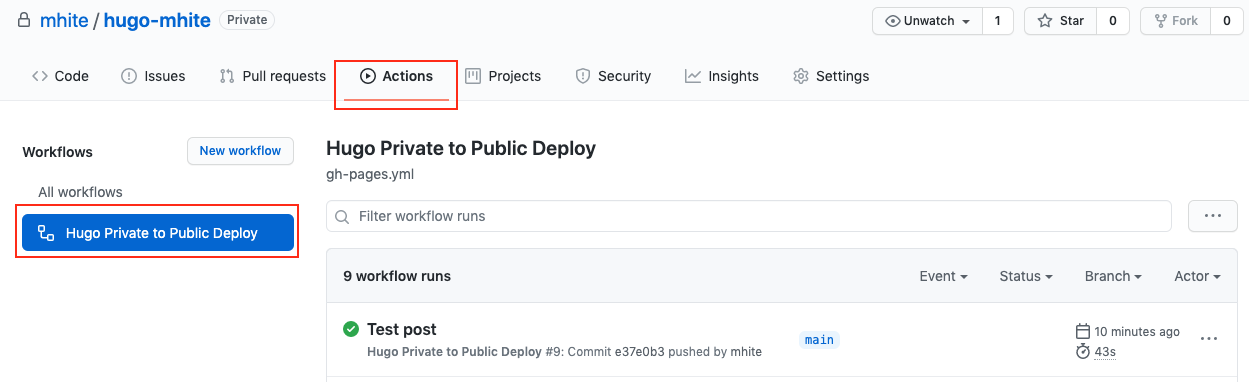 mhite / hugo-mhite Private Unwatch 1 Star 0 Fork 0
Code Issues Pull requests Actions Projects Security Insights Settings
Workflows New workflow
All workflows
Hugo Private to Public Deploy
Hugo Private to Public Deploy
gh-pages.yml
Filter workflow runs
9 workflow runs Event Status Branch Actor
Test post
Hugo Private to Public Deploy #9: Commit e37e0b3 pushed by mhite
main
10 minutes ago
43s